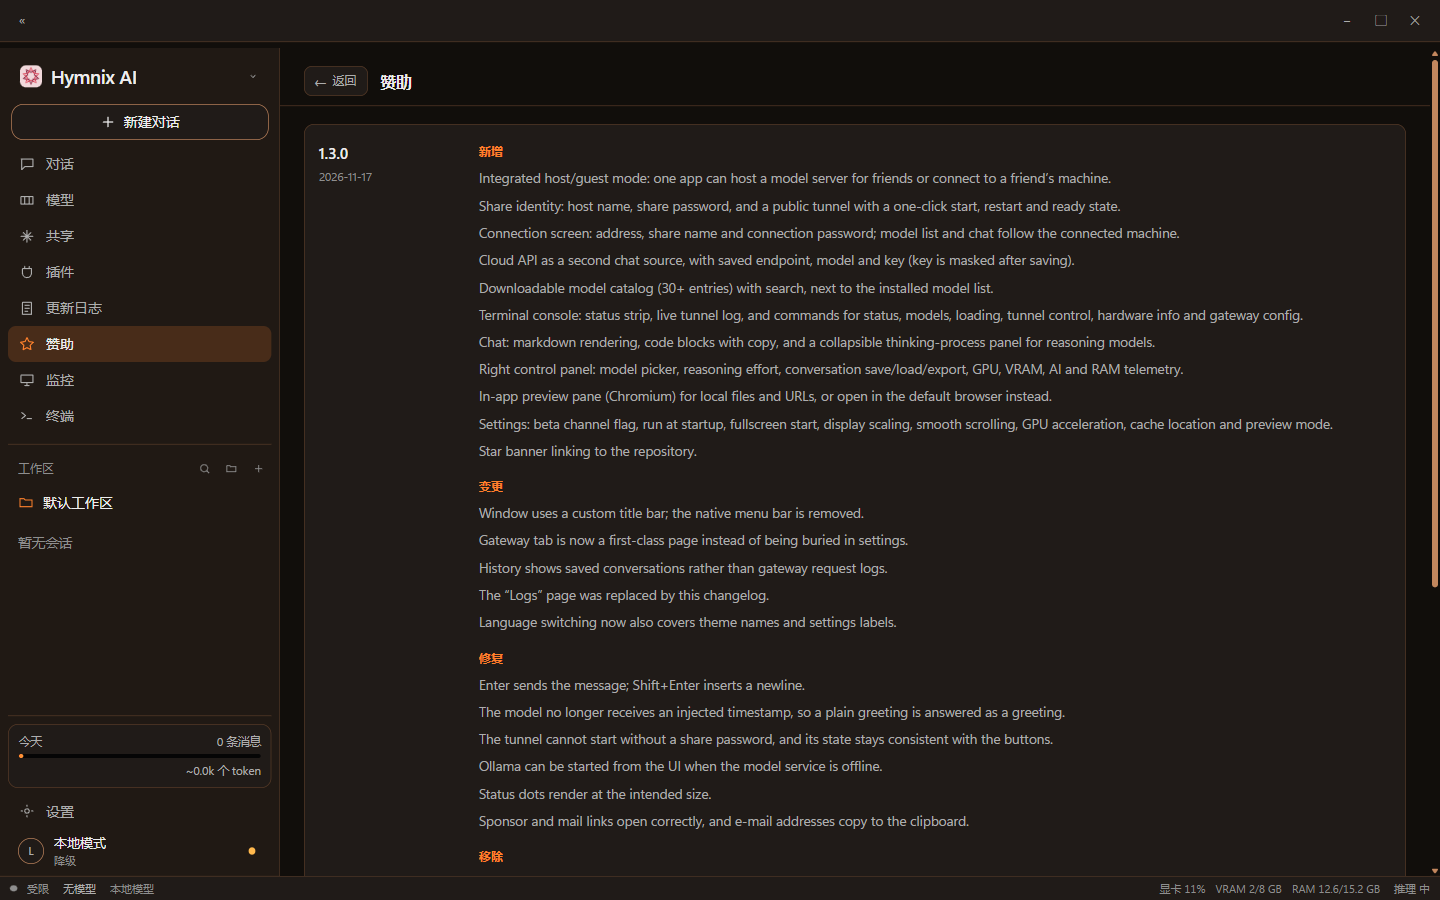 «
Hymnix AI
+ 新建对话
对话
模型
共享
插件
更新日志
赞助
监控
终端
工作区
默认工作区
暂无会话
今天 0 条消息
~0.0k 个 token
设置
L
本地模式
降级
← 返回
赞助
1.3.0
2026-11-17
新增
Integrated host/guest mode: one app can host a model server for friends or connect to a friend's machine.
Share identity: host name, share password, and a public tunnel with a one-click start, restart and ready state.
Connection screen: address, share name and connection password; model list and chat follow the connected machine.
Cloud API as a second chat source, with saved endpoint, model and key (key is masked after saving).
Downloadable model catalog (30+ entries) with search, next to the installed model list.
Terminal console: status strip, live tunnel log, and commands for status, models, loading, tunnel control, hardware info and gateway config.
Chat: markdown rendering, code blocks with copy, and a collapsible thinking-process panel for reasoning models.
Right control panel: model picker, reasoning effort, conversation save/load/export, GPU, VRAM, AI and RAM telemetry.
In-app preview pane (Chromium) for local files and URLs, or open in the default browser instead.
Settings: beta channel flag, run at startup, fullscreen start, display scaling, smooth scrolling, GPU acceleration, cache location and preview mode.
Star banner linking to the repository.
变更
Window uses a custom title bar; the native menu bar is removed.
Gateway tab is now a first-class page instead of being buried in settings.
History shows saved conversations rather than gateway request logs.
The “Logs” page was replaced by this changelog.
Language switching now also covers theme names and settings labels.
修复
Enter sends the message; Shift+Enter inserts a newline.
The model no longer receives an injected timestamp, so a plain greeting is answered as a greeting.
The tunnel cannot start without a share password, and its state stays consistent with the buttons.
Ollama can be started from the UI when the model service is offline.
Status dots render at the intended size.
Sponsor and mail links open correctly, and e-mail addresses copy to the clipboard.
移除
受限 无模型 本地模型
显卡 11% VRAM 2/8 GB RAM 12.6/15.2 GB 推理 中